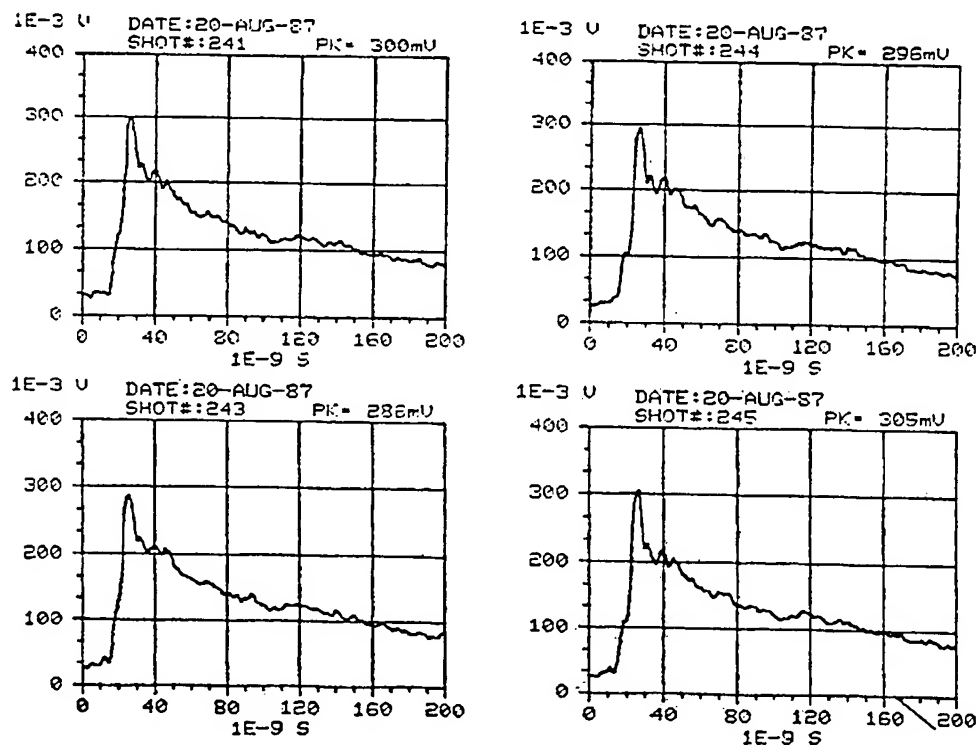 1E-3 V DATE:20-AUG-87
SHOT#:241 PK= 300mV
400
300
200
100
0
0 40 80 120 160 200
1E-9 S
1E-3 V DATE:20-AUG-87
SHOT#:244 PK= 296mV
400
300
200
100
0
0 40 80 120 160 200
1E-9 S
1E-3 V DATE:20-AUG-87
SHOT#:243 PK= 286mV
400
300
200
100
0
0 40 80 120 160 200
1E-9 S
1E-3 V DATE:20-AUG-87
SHOT#:245 PK= 305mV
400
300
200
100
0
0 40 80 120 160 200
1E-9 S